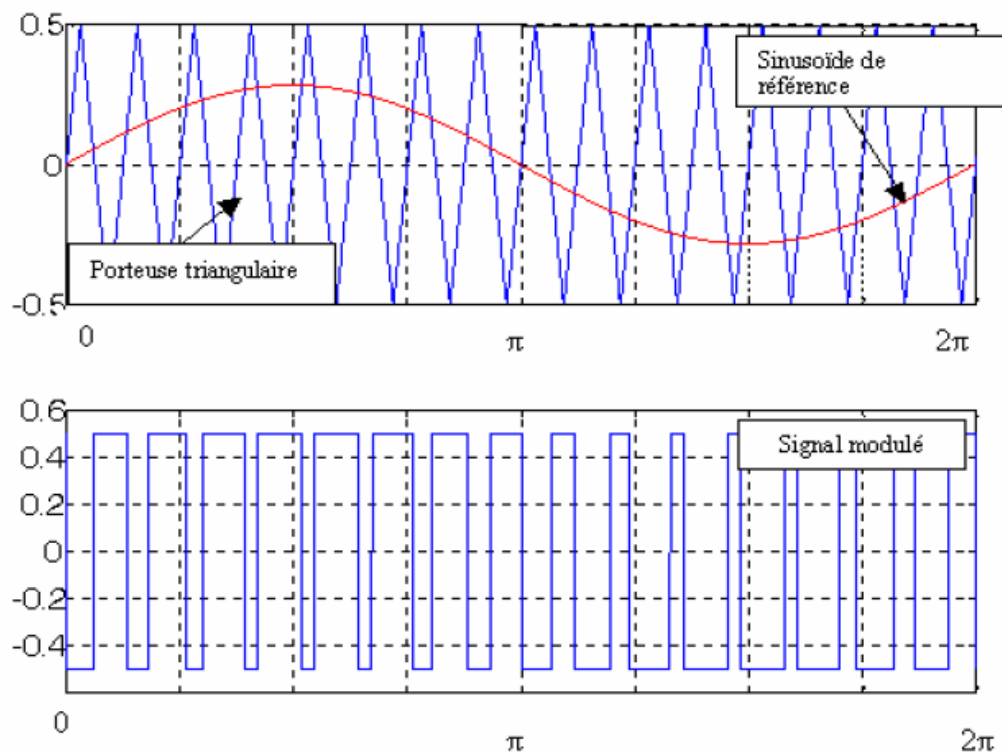 0.5
Sinusoïde de
référence
0
Porteuse triangulaire
-0.5
0
π
2π
0.6
0.4
Signal modulé
0.2
0
-0.2
-0.4
0
π
2π